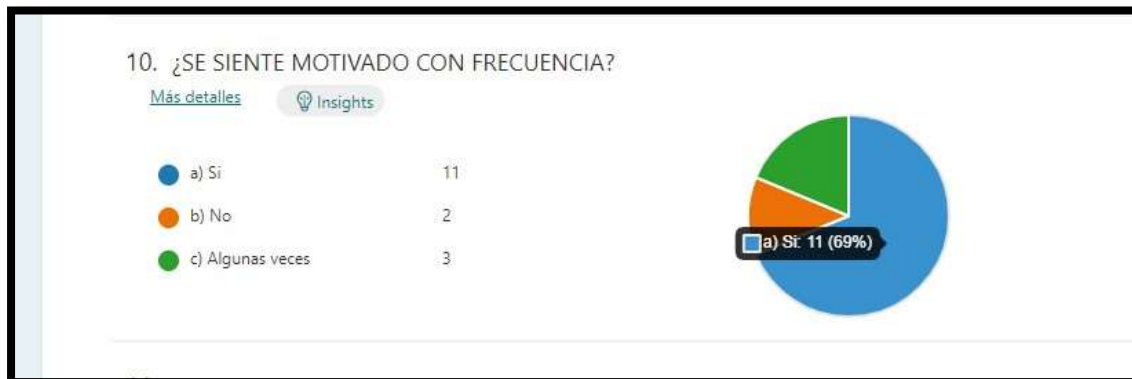 10. ¿SE SIENTE MOTIVADO CON FRECUENCIA?
Más detalles
Insights
a) Si 11
b) No 2
c) Algunas veces 3
a) Si: 11 (69%)